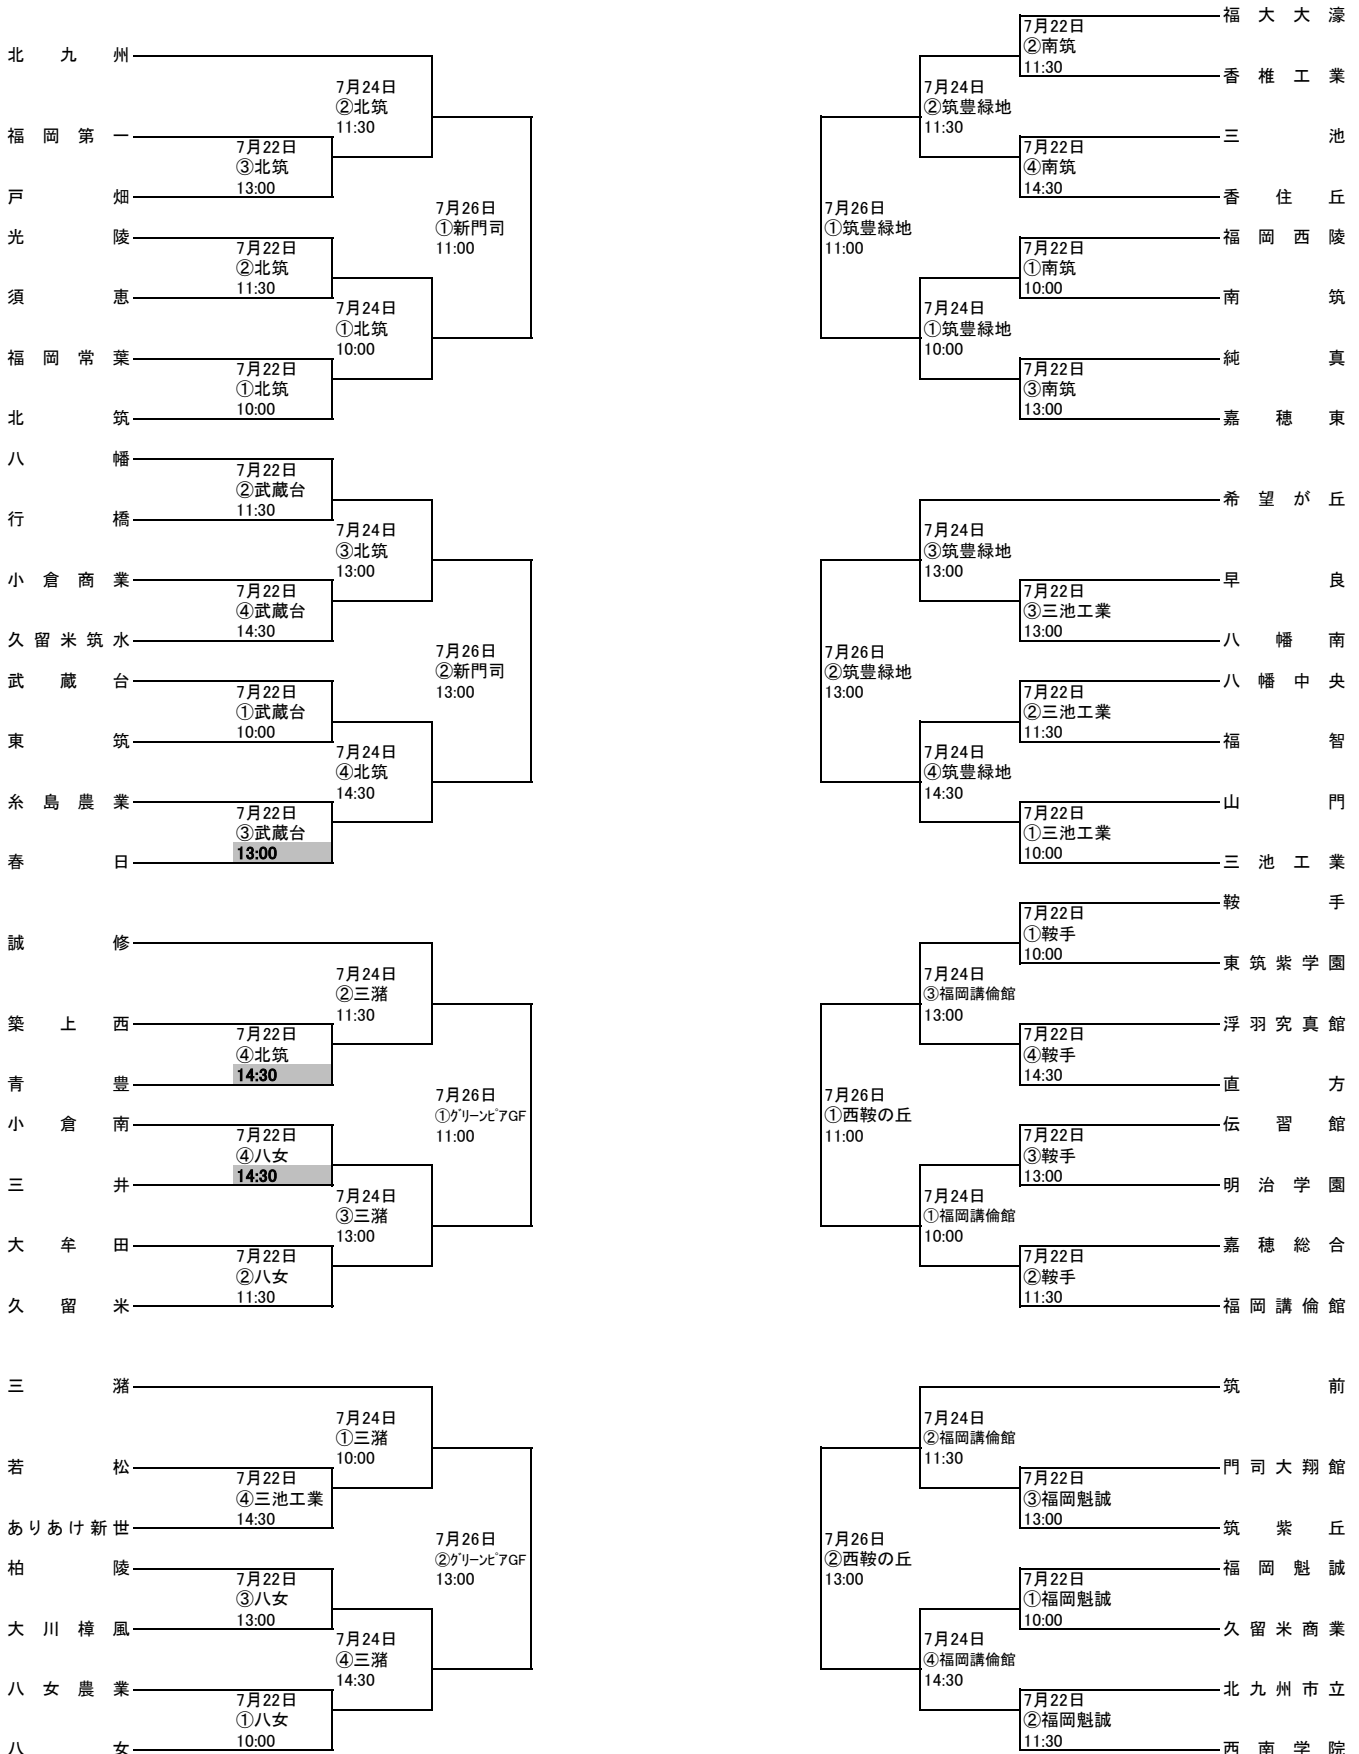 北九州
7月24日
②北筑
11:30
福岡第一
7月22日
③北筑
13:00
戸畑
7月26日
①新門司
11:00
光陵
7月22日
②北筑
11:30
須恵
7月24日
①北筑
10:00
福岡常葉
7月22日
①北筑
10:00
北筑
八幡
7月22日
②武蔵台
11:30
行橋
7月24日
③北筑
13:00
小倉商業
7月22日
④武蔵台
14:30
久留米筑水
7月26日
②新門司
13:00
武蔵台
7月22日
①武蔵台
10:00
東筑
7月24日
④北筑
14:30
糸島農業
7月22日
③武蔵台
13:00
春日
誠修
7月24日
②三潴
11:30
築上西
7月22日
④北筑
14:30
青豊
7月26日
①グリーンピアGF
11:00
小倉南
7月22日
④八女
14:30
三井
7月24日
③三潴
13:00
大牟田
7月22日
②八女
11:30
久留米
三潴
7月24日
①三潴
10:00
若松
7月22日
④三池工業
14:30
ありあけ新世
7月26日
②グリーンピアGF
13:00
柏陵
7月22日
③八女
13:00
大川樟風
7月24日
④三潴
14:30
八女農業
7月22日
①八女
10:00
八女
福大大濠
7月22日
②南筑
11:30
香椎工業
7月24日
②筑豊緑地
11:30
三池
7月22日
④南筑
14:30
香住丘
7月26日
①筑豊緑地
11:00
福岡西陵
7月22日
①南筑
10:00
南筑
7月24日
①筑豊緑地
10:00
純真
7月22日
③南筑
13:00
嘉穂東
希望が丘
7月24日
③筑豊緑地
13:00
早良
7月22日
③三池工業
13:00
八幡南
7月26日
②筑豊緑地
13:00
八幡中央
7月22日
②三池工業
11:30
福智
7月24日
④筑豊緑地
14:30
山門
7月22日
①三池工業
10:00
三池工業
鞍手
7月22日
①鞍手
10:00
東筑紫学園
7月24日
③福岡講倫館
13:00
浮羽究真館
7月22日
④鞍手
14:30
直方
7月26日
①西鞍の丘
11:00
伝習館
7月22日
③鞍手
13:00
明治学園
7月24日
①福岡講倫館
10:00
嘉穂総合
7月22日
②鞍手
11:30
福岡講倫館
筑前
7月24日
②福岡講倫館
11:30
門司大翔館
7月22日
③福岡魁誠
13:00
筑紫丘
7月26日
②西鞍の丘
13:00
福岡魁誠
7月22日
①福岡魁誠
10:00
久留米商業
7月24日
④福岡講倫館
14:30
北九州市立
7月22日
②福岡魁誠
11:30
西南学院